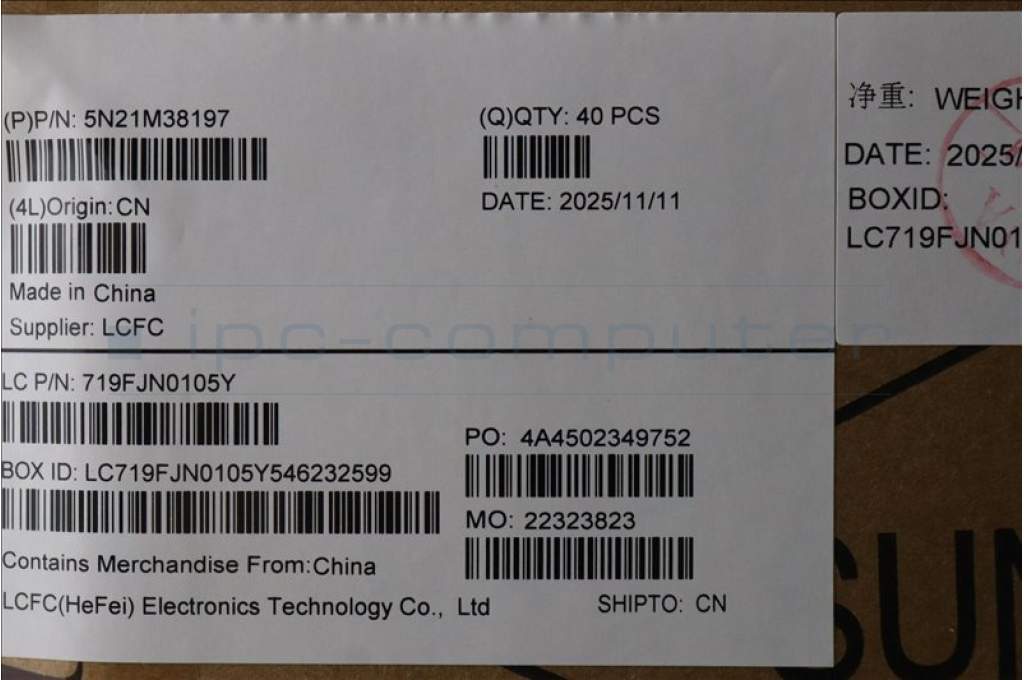 (P)P/N: 5N21M38197
(Q)QTY: 40 PCS
(4L)Origin: CN
DATE: 2025/11/11
Made in China
Supplier: LCFC
LC P/N: 719FJN0105Y
PO: 4A4502349752
BOX ID: LC719FJN0105Y546232599
MO: 22323823
Contains Merchandise From:China
LCFC(HeFei) Electronics Technology Co., Ltd
SHIPTO: CN
净重: WEIGH
DATE: 2025/
BOXID:
LC719FJN01
ipc-computer
SUN